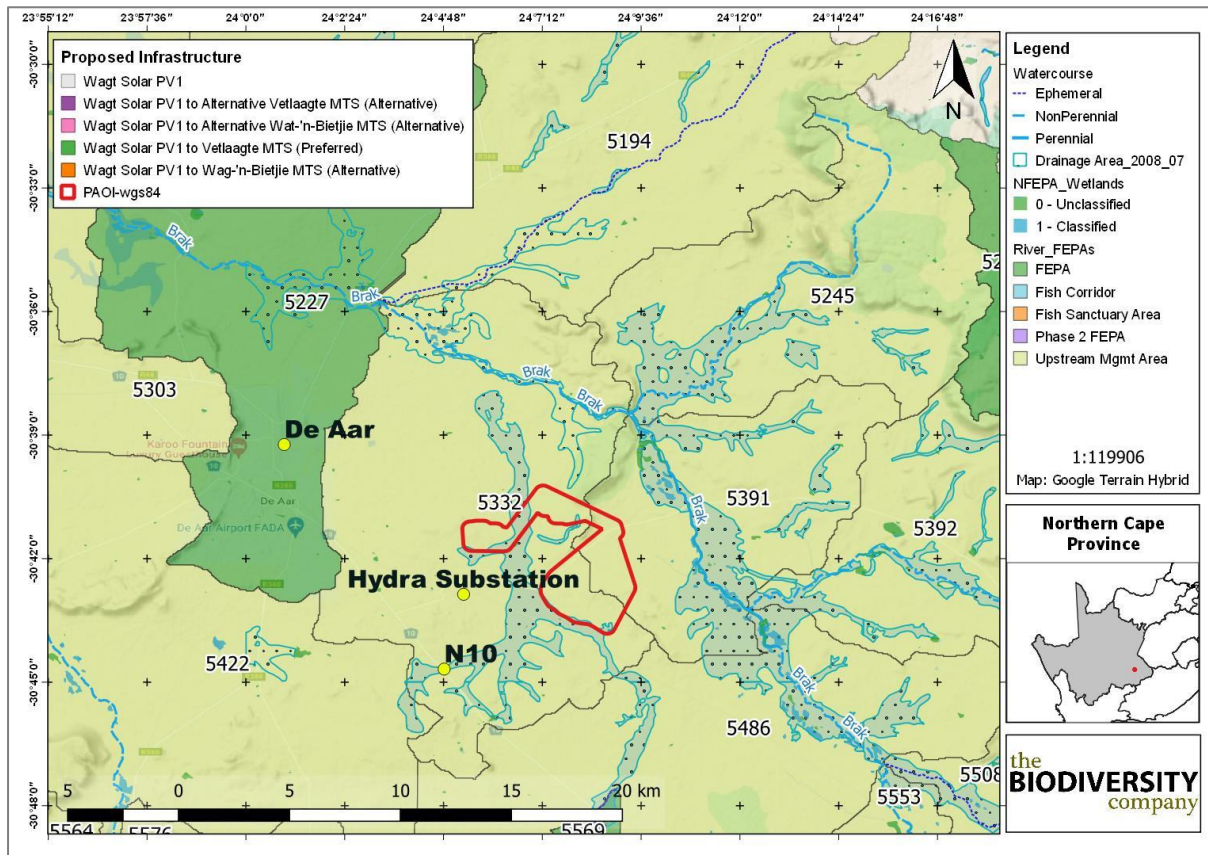 23°55'12"
23°57'36"
24°0'0"
24°2'24"
24°4'48"
24°7'12"
24°9'36"
24°12'0"
24°14'24"
24°16'48"
-30°30'0"
-30°33'0"
-30°36'0"
-30°39'0"
-30°42'0"
-30°45'0"
-30°48'0"
Proposed Infrastructure
Wagt Solar PV1
Wagt Solar PV1 to Alternative Vetlaagte MTS (Alternative)
Wagt Solar PV1 to Alternative Wat-'n-Bietjie MTS (Alternative)
Wagt Solar PV1 to Vetlaagte MTS (Preferred)
Wagt Solar PV1 to Wag-'n-Bietjie MTS (Alternative)
PAOI-wgs84
N
5194
Brak
5227
Brak
5245
5303
Brak
Brak
De Aar
Karoo Fountain
Luxury Guesthouse
De Aar
De Aar Airport FADA
5332
5391
Brak
5392
Hydra Substation
N10
5422
Brak
5486
Brak
5508
5553
5 0 5 10 15 20 km
5564
5576
5569
Legend
Watercourse
Ephemeral
NonPerennial
Perennial
Drainage Area_2008_07
NFEPA_Wetlands
0 - Unclassified
1 - Classified
River_FEPAs
FEPA
Fish Corridor
Fish Sanctuary Area
Phase 2 FEPA
Upstream Mgmt Area
1:119906
Map: Google Terrain Hybrid
Northern Cape
Province
the
BIODIVERSITY
company